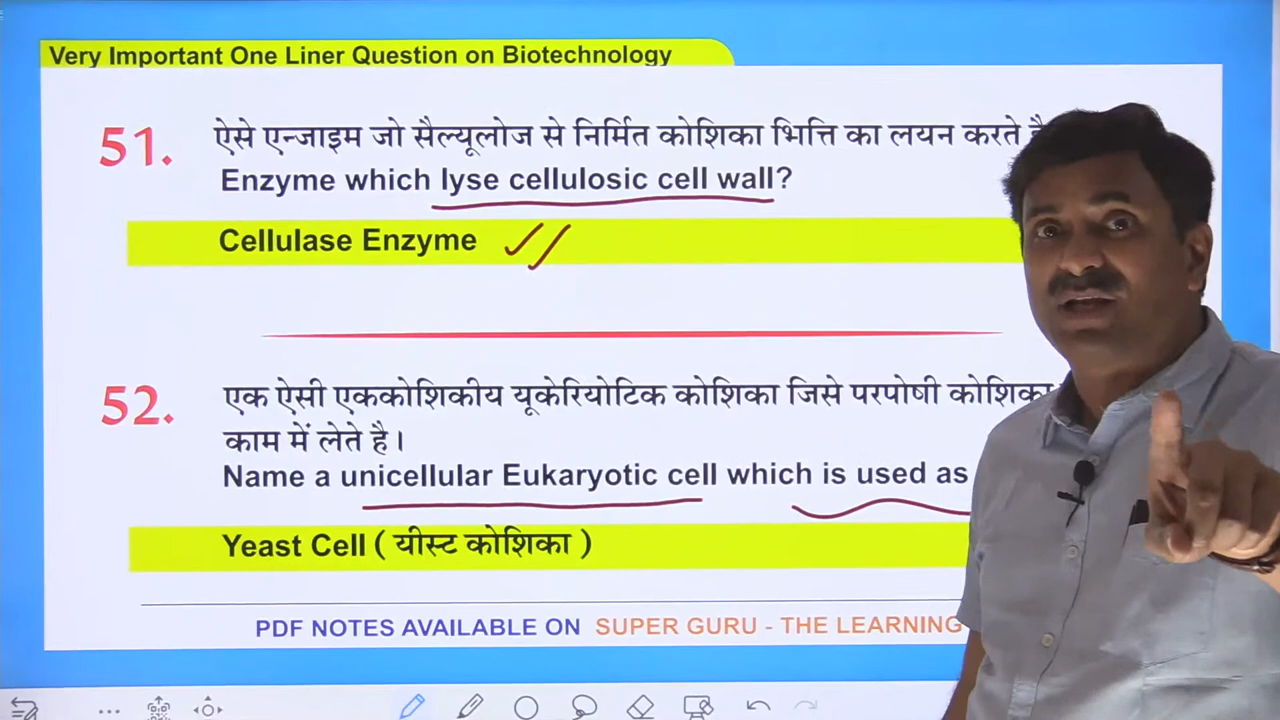 Very Important One Liner Question on Biotechnology
51. ऐसे एन्जाइम जो सैल्यूलोज से निर्मित कोशिका भित्ति का लयन करते
Enzyme which lyse cellulosic cell wall?
Cellulase Enzyme
52. एक ऐसी एककोशिकीय यूकेरियोटिक कोशिका जिसे परपोषी कोशिका
काम में लेते है।
Name a unicellular Eukaryotic cell which is used as
Yeast Cell ( यीस्ट कोशिका )
PDF NOTES AVAILABLE ON SUPER GURU - THE LEARNING